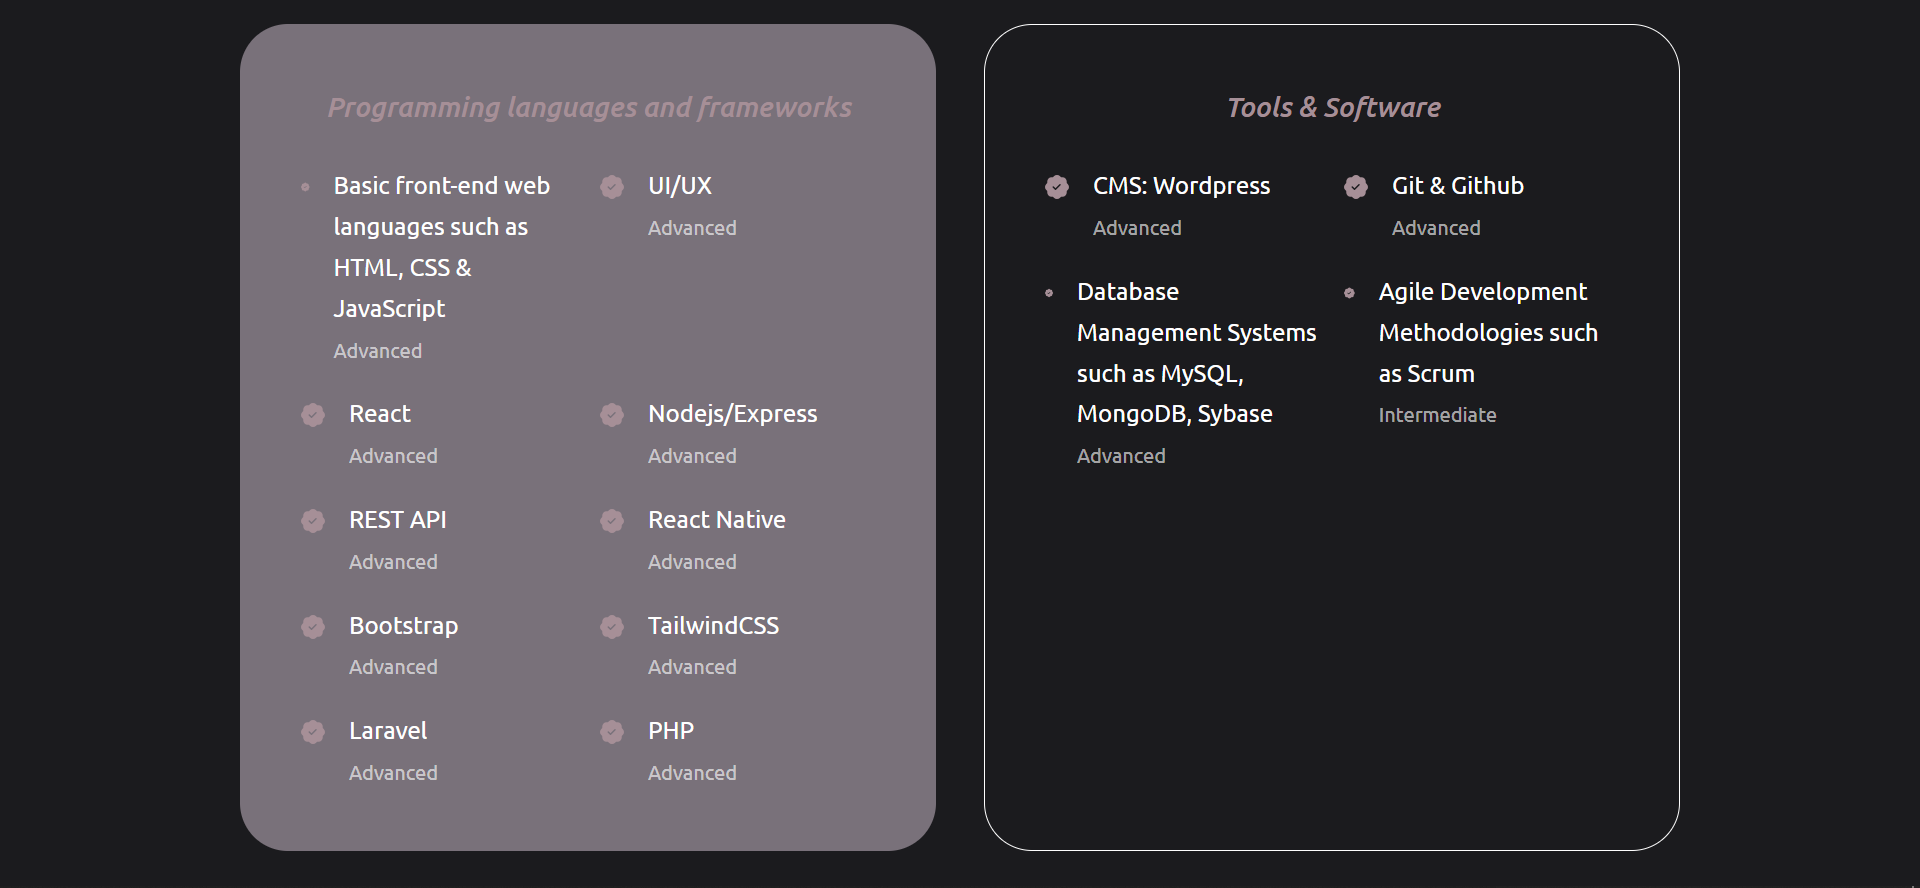 Programming languages and frameworks
Basic front-end web
languages such as
HTML, CSS &
JavaScript
Advanced
UI/UX
Advanced
React
Advanced
Nodejs/Express
Advanced
REST API
Advanced
React Native
Advanced
Bootstrap
Advanced
TailwindCSS
Advanced
Laravel
Advanced
PHP
Advanced
Tools & Software
CMS: Wordpress
Advanced
Git & Github
Advanced
Database
Management Systems
such as MySQL,
MongoDB, Sybase
Advanced
Agile Development
Methodologies such
as Scrum
Intermediate